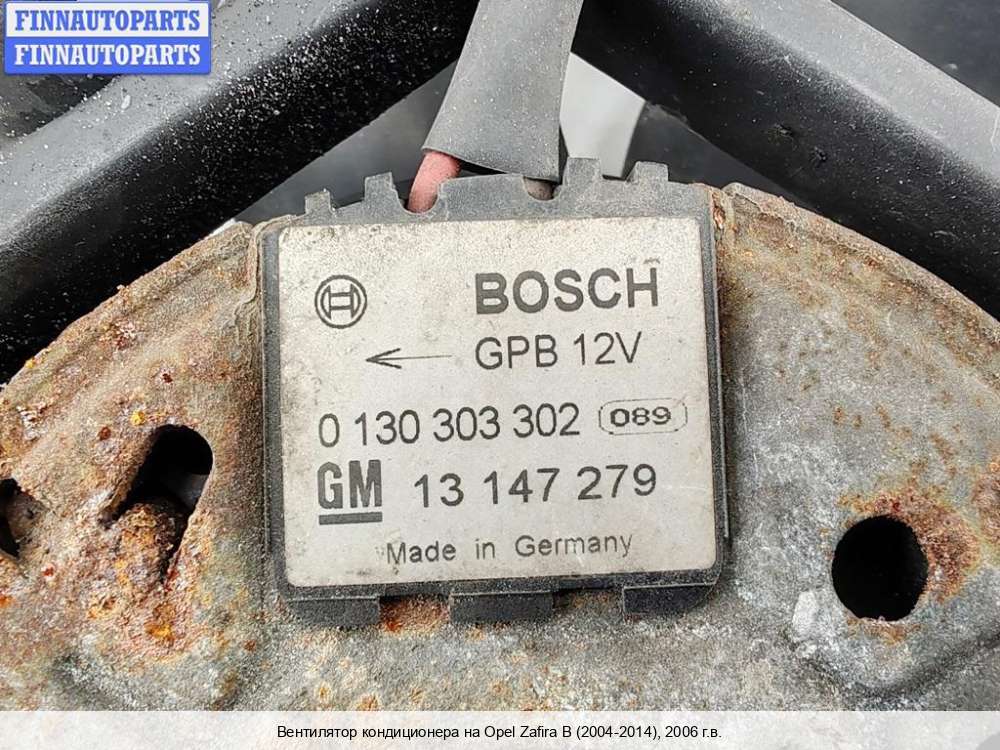 FINNAUTOPARTS
FINNAUTOPARTS
BOSCH
GPB 12V
0 130 303 302 089
GM 13 147 279
Made in Germany
Вентилятор кондиционера на Opel Zafira B (2004-2014), 2006 г.в.